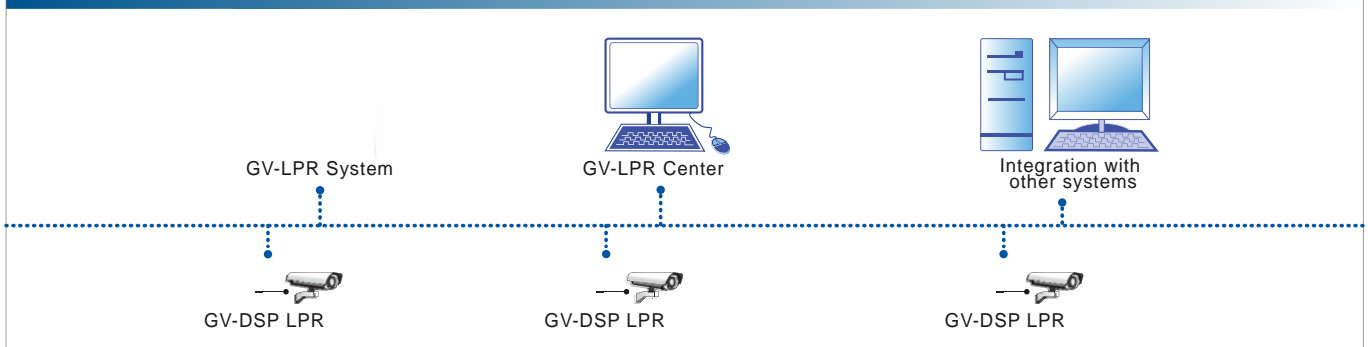 GV-LPR System
GV-LPR Center
Integration with
other systems
GV-DSP LPR
GV-DSP LPR
GV-DSP LPR